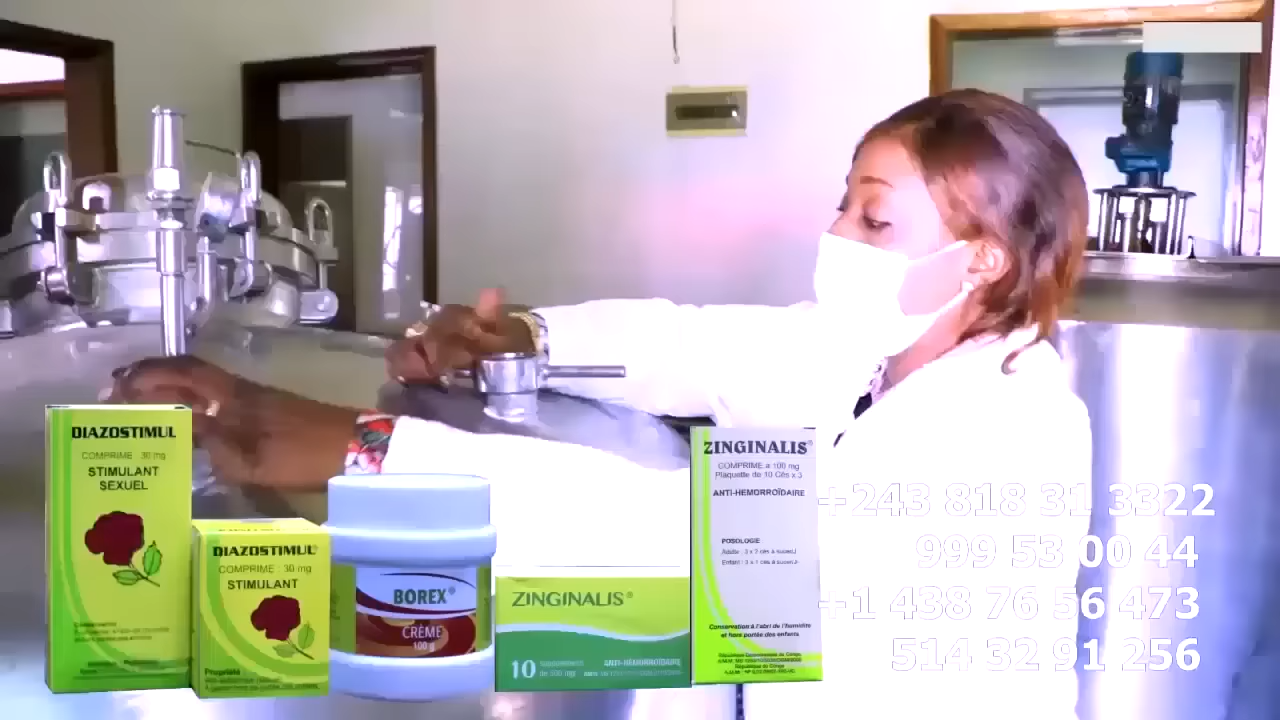 DIAZOSTIMUL
COMPRIME : 30 mg
STIMULANT
SEXUEL
DIAZOSTIMUL
COMPRIME : 30 mg
STIMULANT
Propriété
BOREX®
CRÈME
100 g
ZINGINALIS®
10
ANTI-HEMORROÏDAIRE
ZINGINALIS®
COMPRIME a 100 mg
Plaquette de 10 Cés x 3
ANTI-HEMORROÏDAIRE
POSOLOGIE
Conservation à l'abri de l'humidite
et hors portée des enfants
+243 818 31 3322
999 53 00 44
+1 438 76 56 473
514 32 91 256